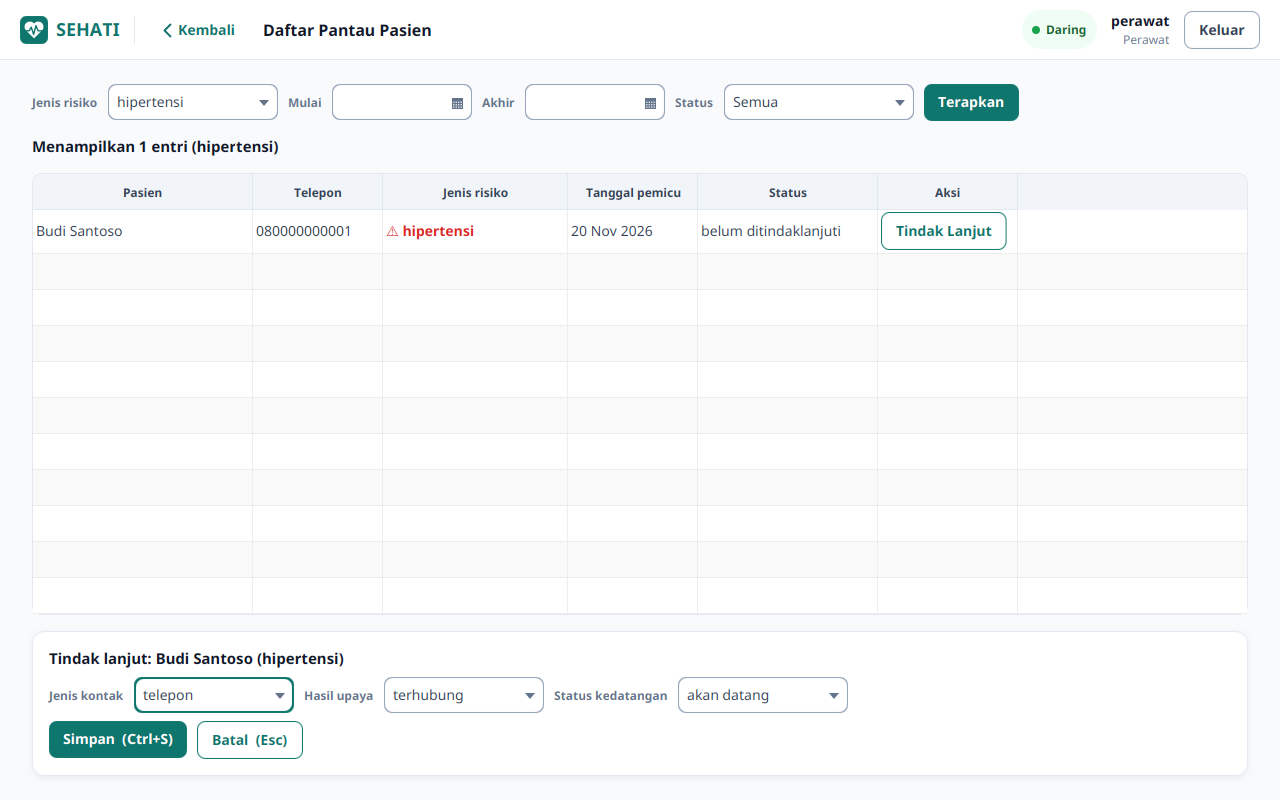 SEHATI Kembali Daftar Pantau Pasien Daring perawat Keluar
Perawat
Jenis risiko hipertensi Mulai Akhir Status Semua Terapkan
Menampilkan 1 entri (hipertensi)
Pasien Telepon Jenis risiko Tanggal pemicu Status Aksi
Budi Santoso 080000000001 ⚠ hipertensi 20 Nov 2026 belum ditindaklanjuti Tindak Lanjut
Tindak lanjut: Budi Santoso (hipertensi)
Jenis kontak telepon Hasil upaya terhubung Status kedatangan akan datang
Simpan (Ctrl+S) Batal (Esc)